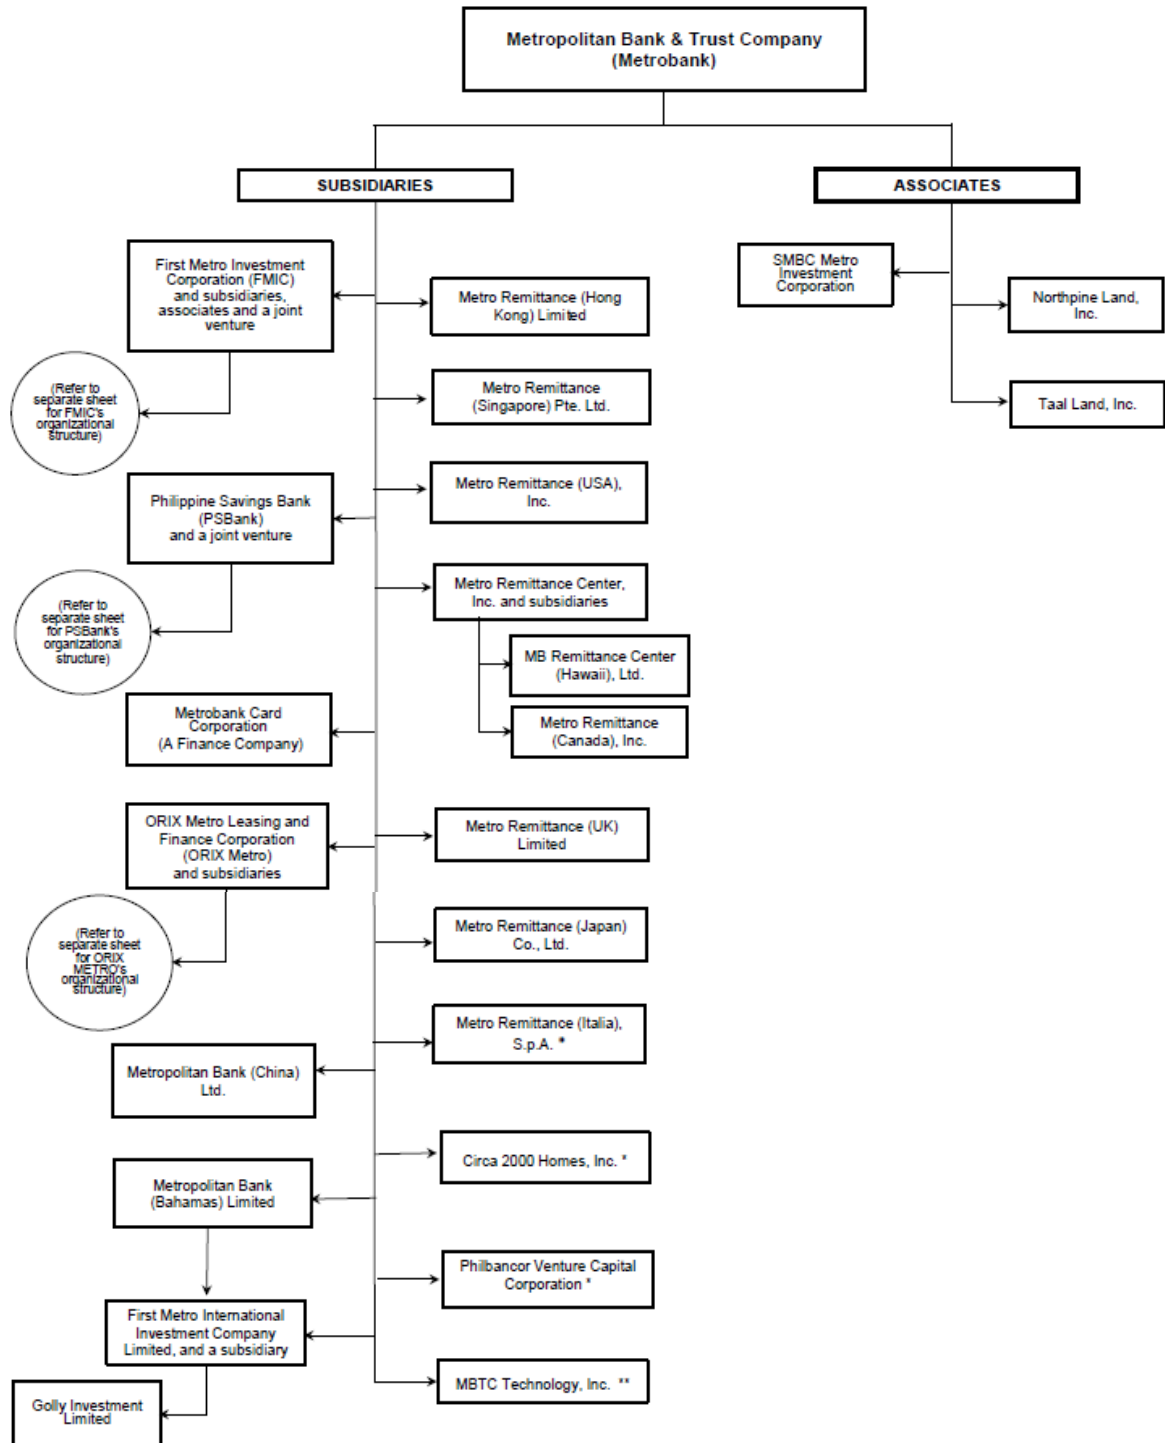 Metropolitan Bank & Trust Company
(Metrobank)
SUBSIDIARIES
ASSOCIATES
First Metro Investment
Corporation (FMIC)
and subsidiaries,
associates and a joint
venture
(Refer to
separate sheet
for FMIC's
organizational
structure)
Philippine Savings Bank
(PSBank)
and a joint venture
(Refer to
separate sheet
for PSBank's
organizational
structure)
Metrobank Card
Corporation
(A Finance Company)
ORIX Metro Leasing and
Finance Corporation
(ORIX Metro)
and subsidiaries
(Refer to
separate sheet
for ORIX
METRO's
organizational
structure)
Metropolitan Bank (China)
Ltd.
Metropolitan Bank
(Bahamas) Limited
First Metro International
Investment Company
Limited, and a subsidiary
Golly Investment
Limited
Metro Remittance (Hong
Kong) Limited
Metro Remittance
(Singapore) Pte. Ltd.
Metro Remittance (USA),
Inc.
Metro Remittance Center,
Inc. and subsidiaries
MB Remittance Center
(Hawaii), Ltd.
Metro Remittance
(Canada), Inc.
Metro Remittance (UK)
Limited
Metro Remittance (Japan)
Co., Ltd.
Metro Remittance (Italia),
S.p.A. *
Circa 2000 Homes, Inc. *
Philbancor Venture Capital
Corporation *
MBTC Technology, Inc. **
SMBC Metro
Investment
Corporation
Northpine Land,
Inc.
Taal Land, Inc.